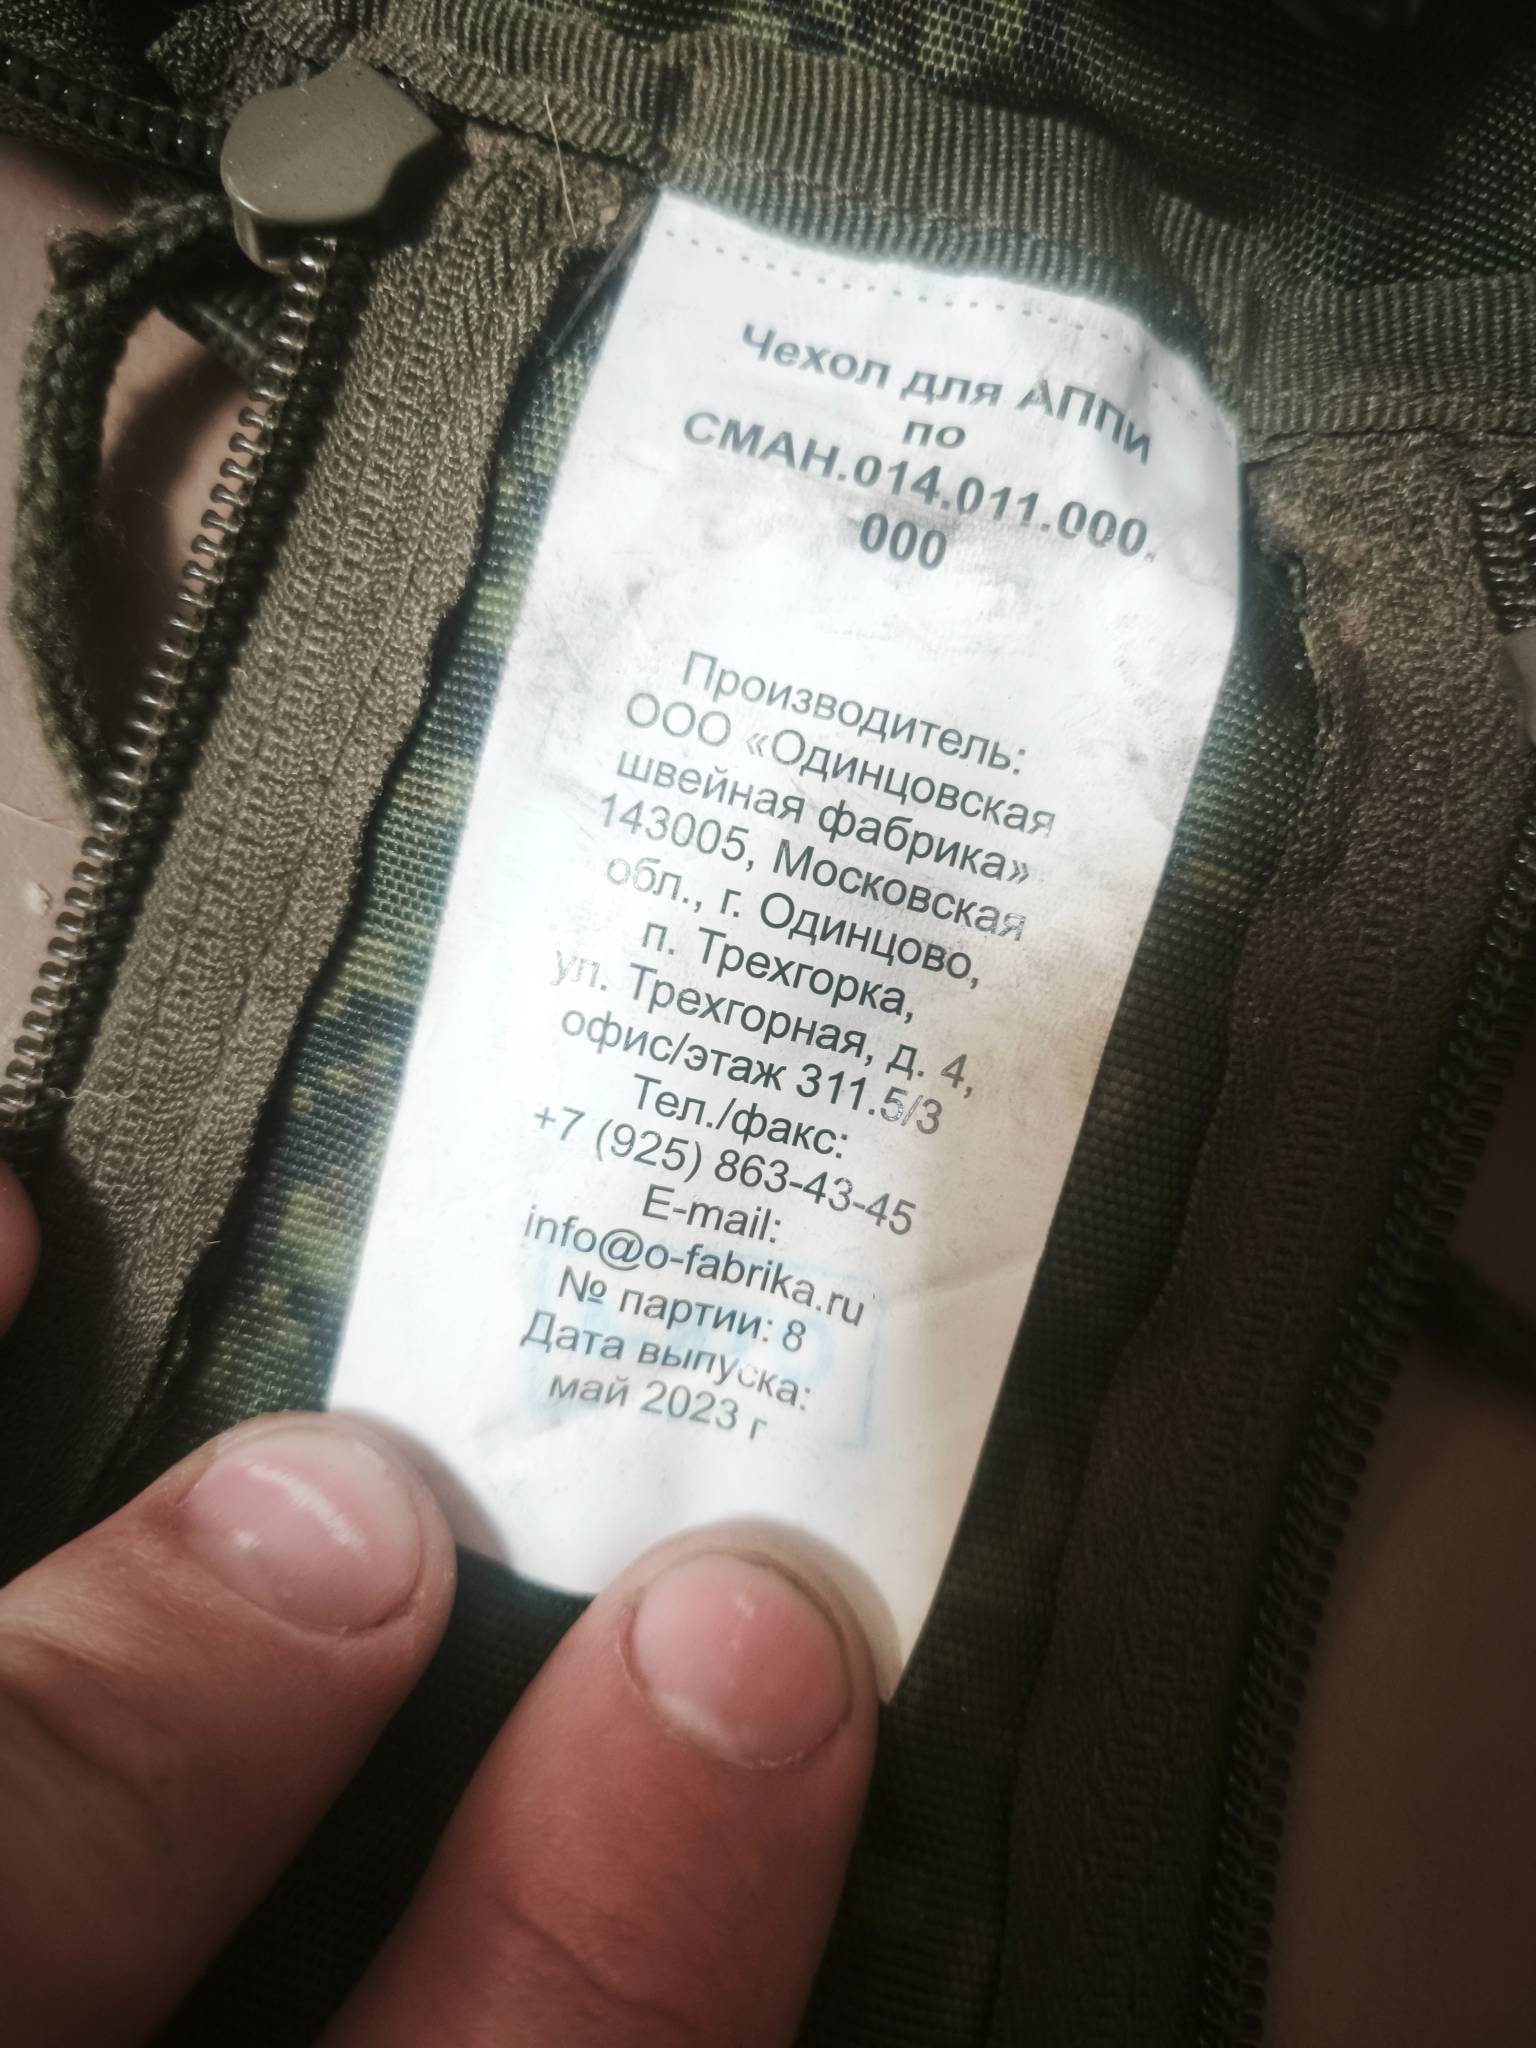 Чехол для АППИ
по
СМАН.014.011.000.
000
Производитель:
ООО «Одинцовская
швейная фабрика»
143005, Московская
обл., г. Одинцово,
п. Трехгорка,
ул. Трехгорная, д. 4,
офис/этаж 311.5/3
Тел./факс:
+7 (925) 863-43-45
E-mail:
info@o-fabrika.ru
№ партии: 8
Дата выпуска:
май 2023 г